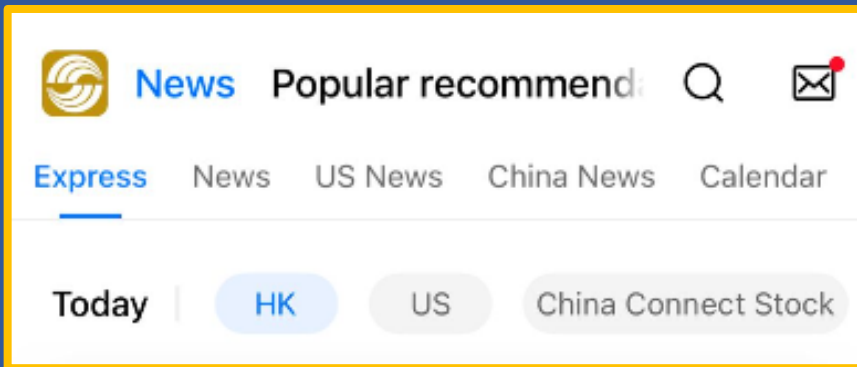 News Popular recommend
Express News US News China News Calendar
Today HK US China Connect Stock